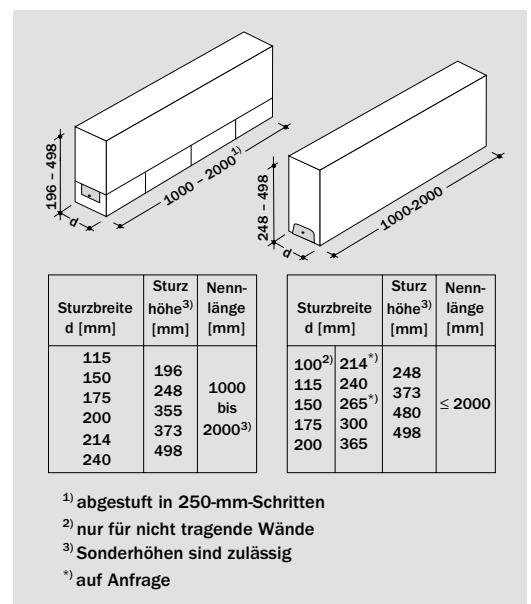 196 – 498
d
1000 – 2000¹⁾
248 – 498
d
1000-2000
Sturzbreite d [mm]
Sturz höhe³⁾ [mm]
Nenn-länge [mm]
115
150
175
200
214
240
196
248
355
373
498
1000
bis
2000³⁾
Sturzbreite d [mm]
Sturz höhe³⁾ [mm]
Nenn-länge [mm]
100²⁾ 214*⁾
115 240
150 265*⁾
175 300
200 365
248
373
480
498
≤ 2000
¹⁾ abgestuft in 250-mm-Schritten
²⁾ nur für nicht tragende Wände
³⁾ Sonderhöhen sind zulässig
*⁾ auf Anfrage